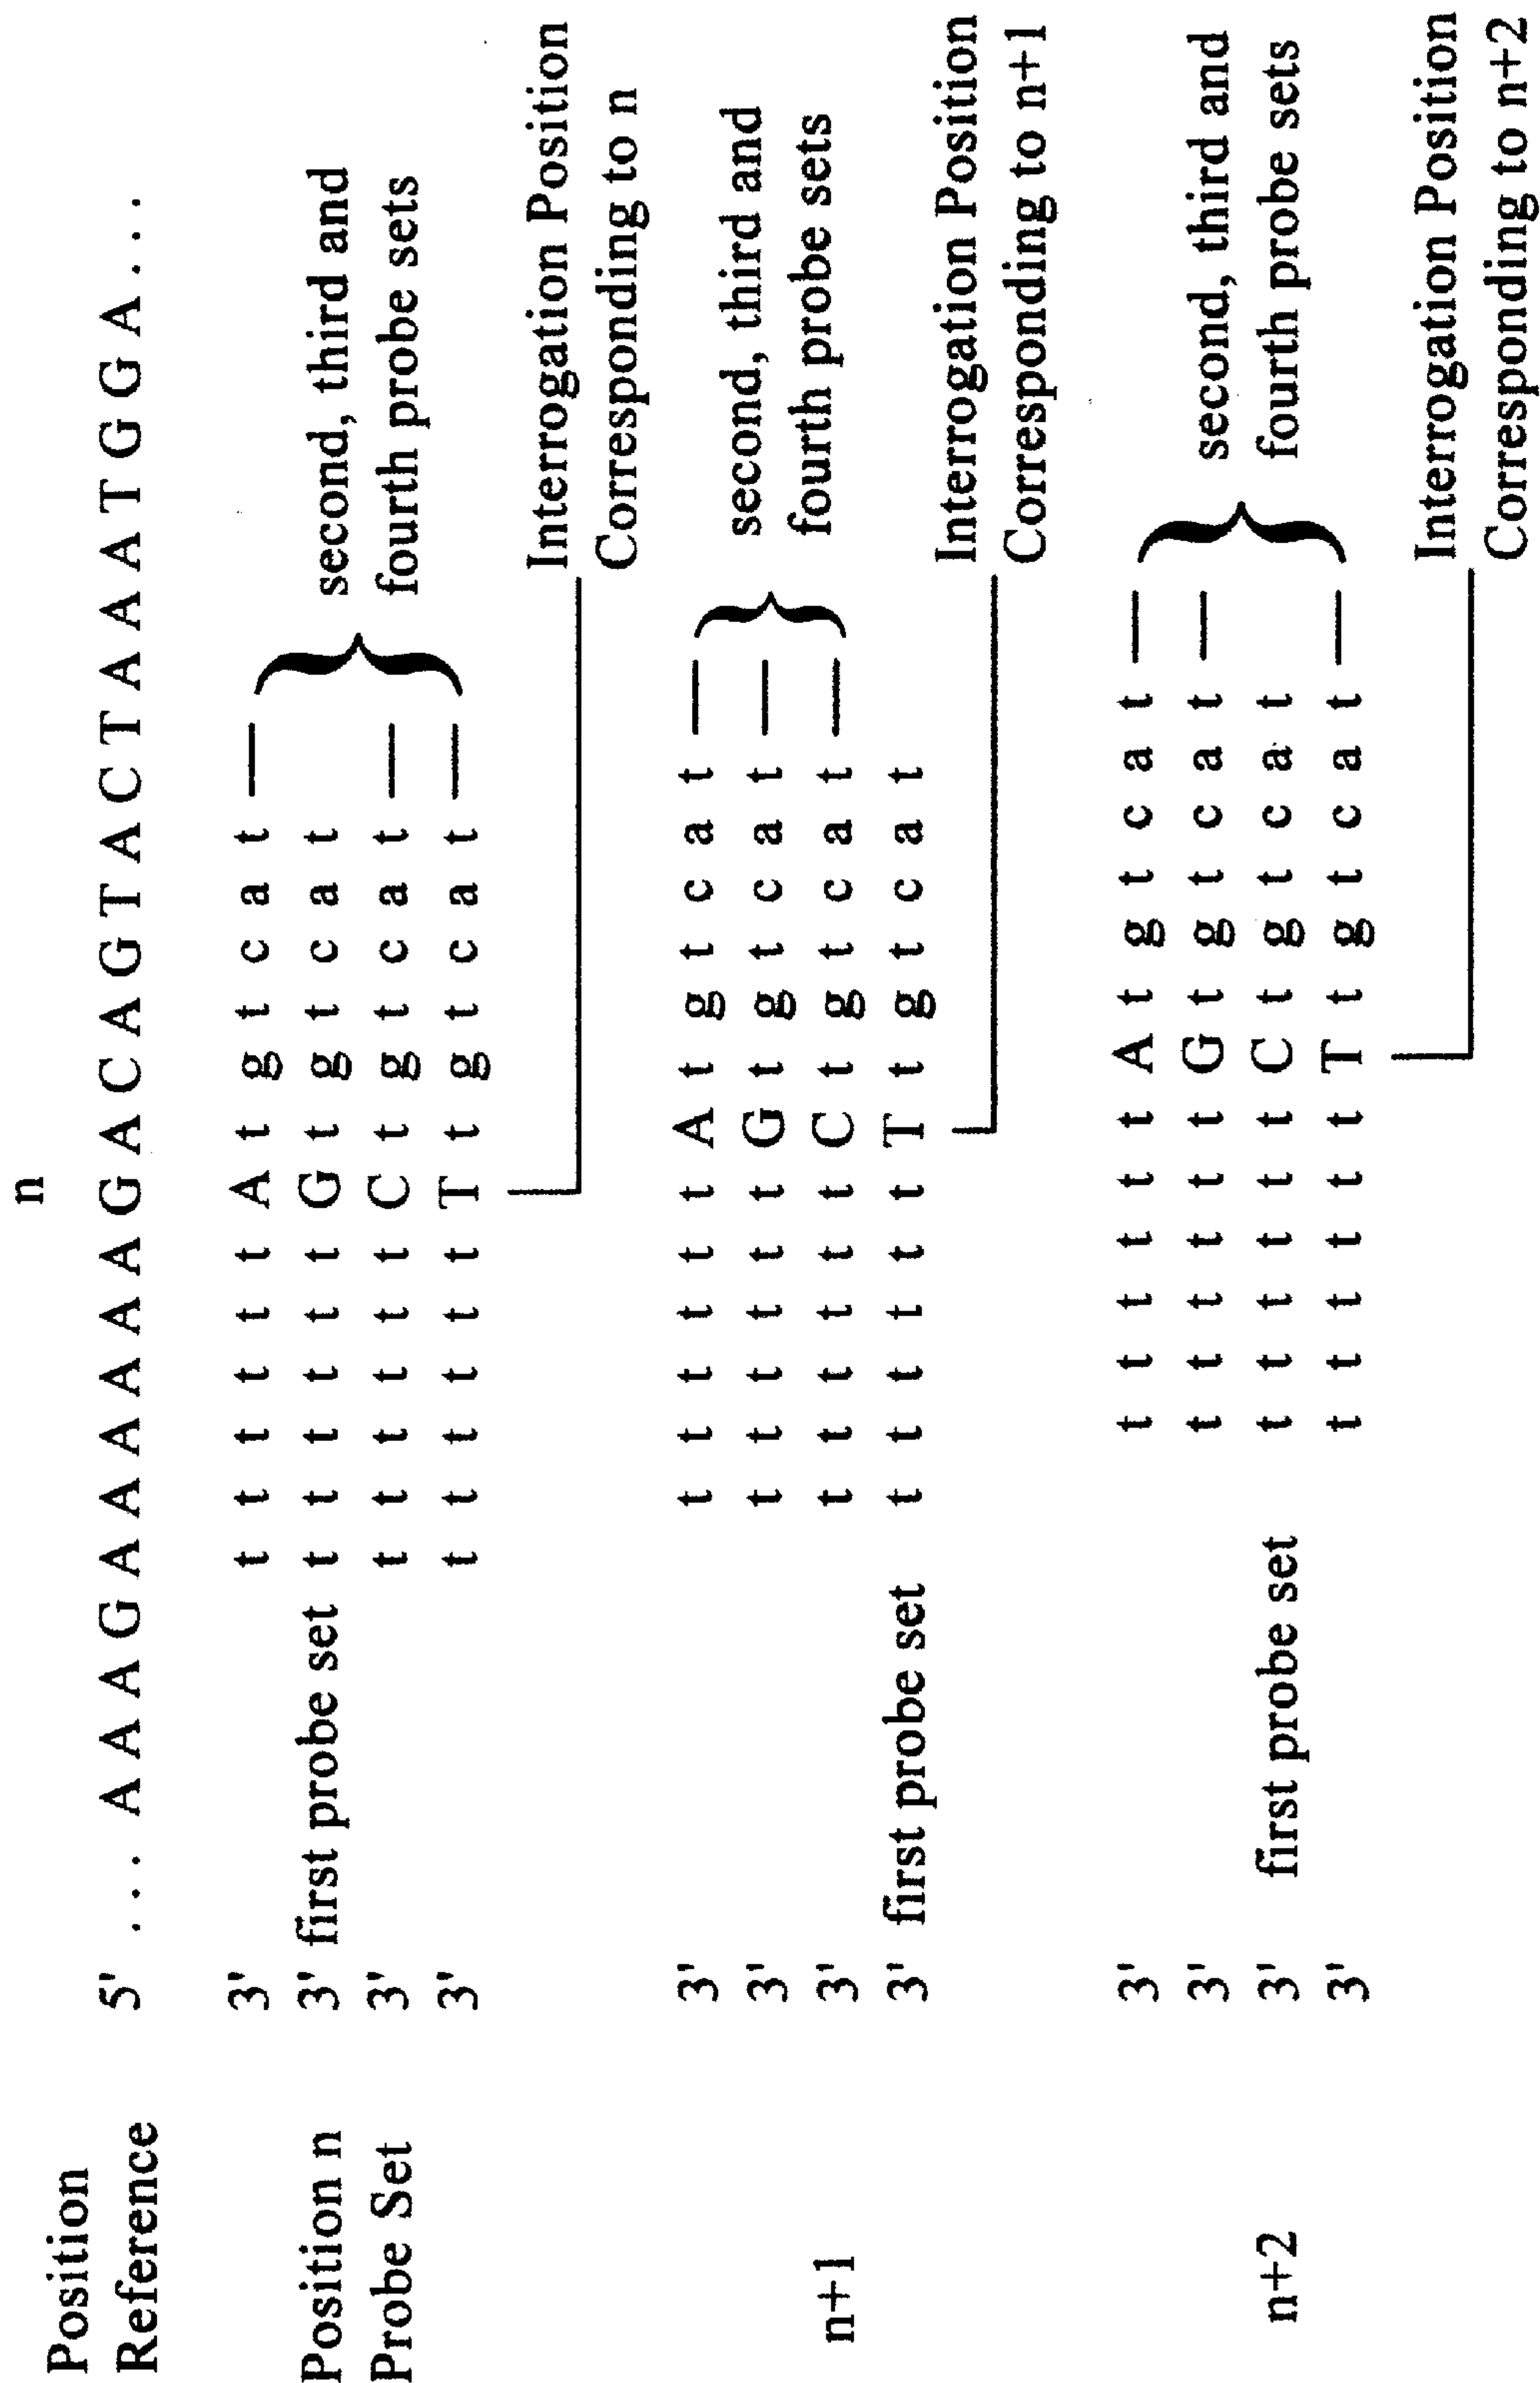 n
Position
Reference 5' ... A A A G A A A A A A G A C A G T A C T A A A T G G A ...
3' t t t t t t A t g t c a t —
Position n 3' first probe set t t t t t t G t g t c a t second, third and
Probe Set 3' t t t t t t C t g t c a t — fourth probe sets
3' t t t t t t T t g t c a t —
Interrogation Position
Corresponding to n
3' t t t t t t A t g t c a t —
3' t t t t t t G t g t c a t — second, third and
n+1 3' t t t t t t C t g t c a t — fourth probe sets
3' first probe set t t t t t t T t g t c a t
Interrogation Position
Corresponding to n+1
3' t t t t t t A t g t c a t —
3' t t t t t t G t g t c a t — second, third and
n+2 3' first probe set t t t t t t C t g t c a t fourth probe sets
3' t t t t t t T t g t c a t —
Interrogation Position
Corresponding to n+2